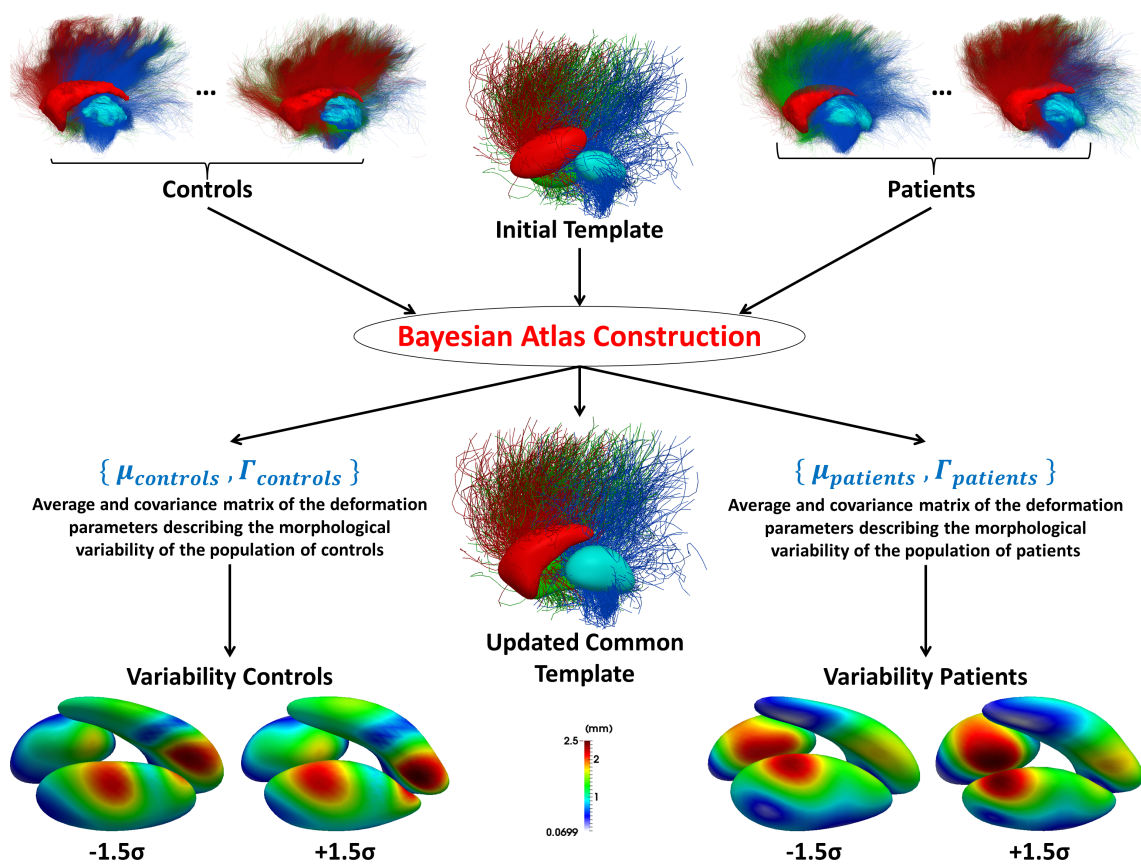 ... ...
Controls
Patients
Initial Template
Bayesian Atlas Construction
{ μcontrols , Γcontrols }
Average and covariance matrix of the deformation
parameters describing the morphological
variability of the population of controls
{ μpatients , Γpatients }
Average and covariance matrix of the deformation
parameters describing the morphological
variability of the population of patients
Updated Common
Template
Variability Controls
Variability Patients
(mm)
2.5
2
1
0.0699
-1.5σ
+1.5σ
-1.5σ
+1.5σ